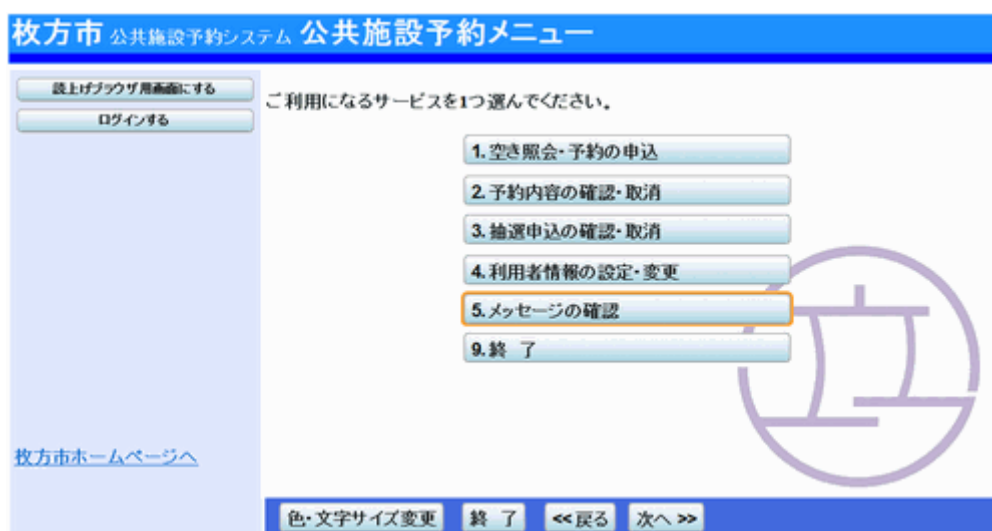 枚方市 公共施設予約システム 公共施設予約メニュー
読上げブラウザ用画面にする
ログインする
ご利用になるサービスを1つ選んでください。
1. 空き照会・予約の申込
2. 予約内容の確認・取消
3. 抽選申込の確認・取消
4. 利用者情報の設定・変更
5. メッセージの確認
9. 終 了
枚方市ホームページへ
色・文字サイズ変更 終 了 <<戻る 次へ >>